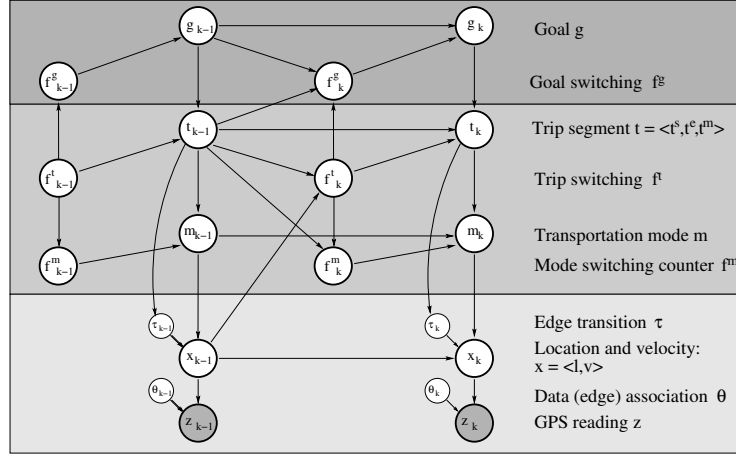 g k−1
g k
Goal g
f g k−1
f g k
Goal switching f g
t k−1
t k
Trip segment t = <t s,t e,t m>
f t k−1
f t k
Trip switching f t
m k−1
m k
Transportation mode m
f m k−1
f m k
Mode switching counter f m
τ k−1
τ k
Edge transition τ
x k−1
x k
Location and velocity:
x = <l,v>
θ k−1
θ k
Data (edge) association θ
z k−1
z k
GPS reading z